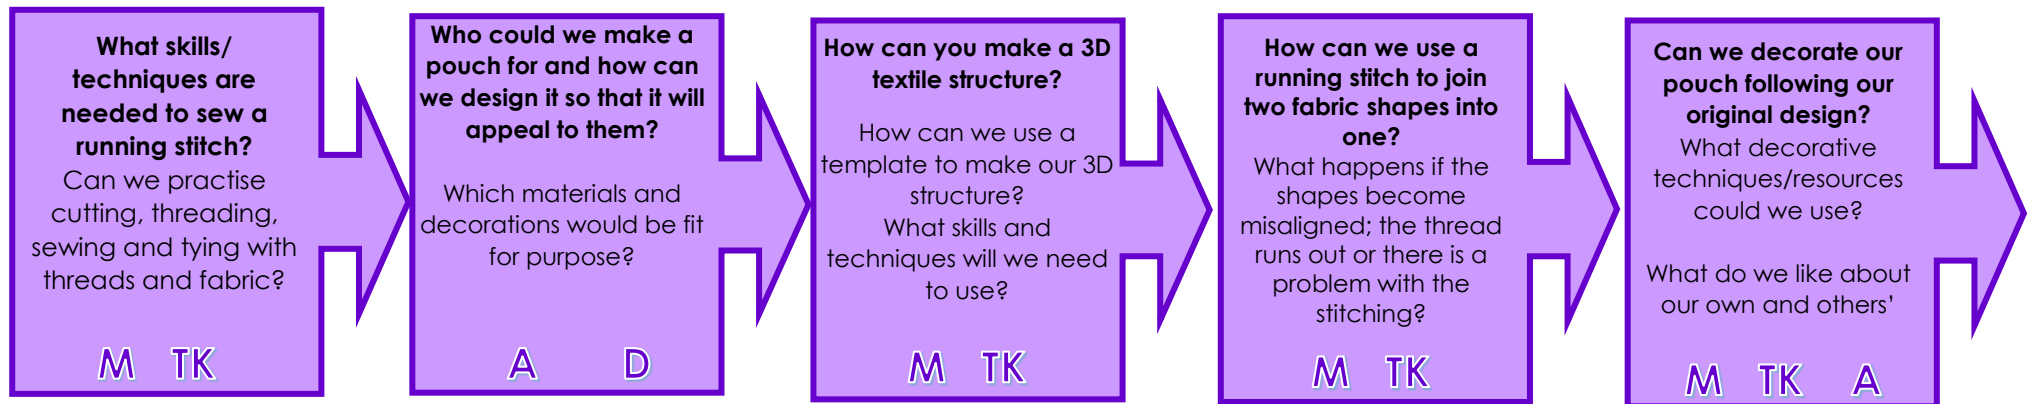 What skills/
techniques are
needed to sew a
running stitch?
Can we practise
cutting, threading,
sewing and tying with
threads and fabric?
M TK
Who could we make a
pouch for and how can
we design it so that it will
appeal to them?
Which materials and
decorations would be fit
for purpose?
A D
How can you make a 3D
textile structure?
How can we use a
template to make our 3D
structure?
What skills and
techniques will we need
to use?
M TK
How can we use a
running stitch to join
two fabric shapes into
one?
What happens if the
shapes become
misaligned; the thread
runs out or there is a
problem with the
stitching?
M TK
Can we decorate our
pouch following our
original design?
What decorative
techniques/resources
could we use?
What do we like about
our own and others'
M TK A